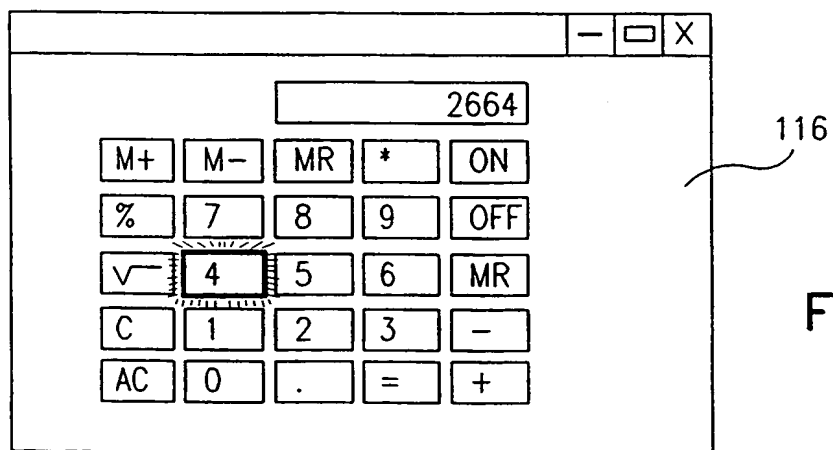 — ▭ X
2664
M+ M− MR * ON
% 7 8 9 OFF
√ 4 5 6 MR
C 1 2 3 −
AC 0 . = +
116
F